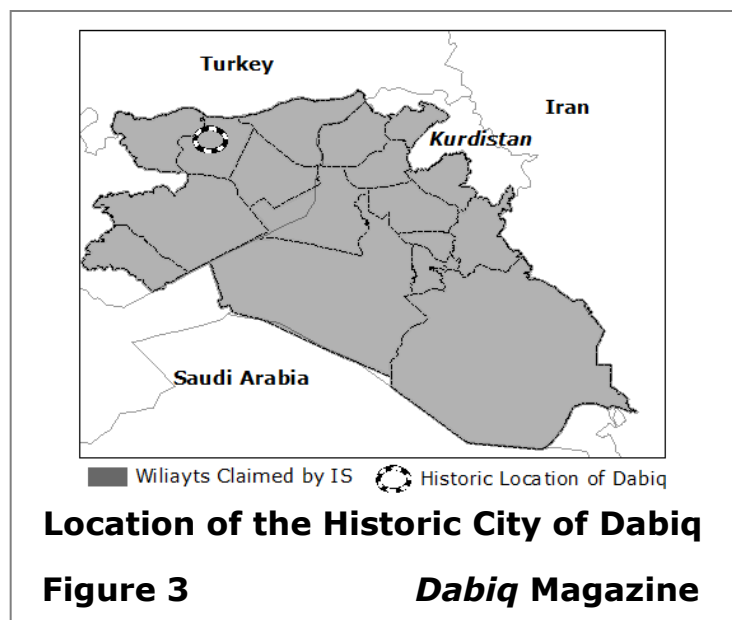 Turkey
Iran
Kurdistan
Saudi Arabia
Wiliayts Claimed by IS Historic Location of Dabiq
Location of the Historic City of Dabiq
Figure 3 Dabiq Magazine